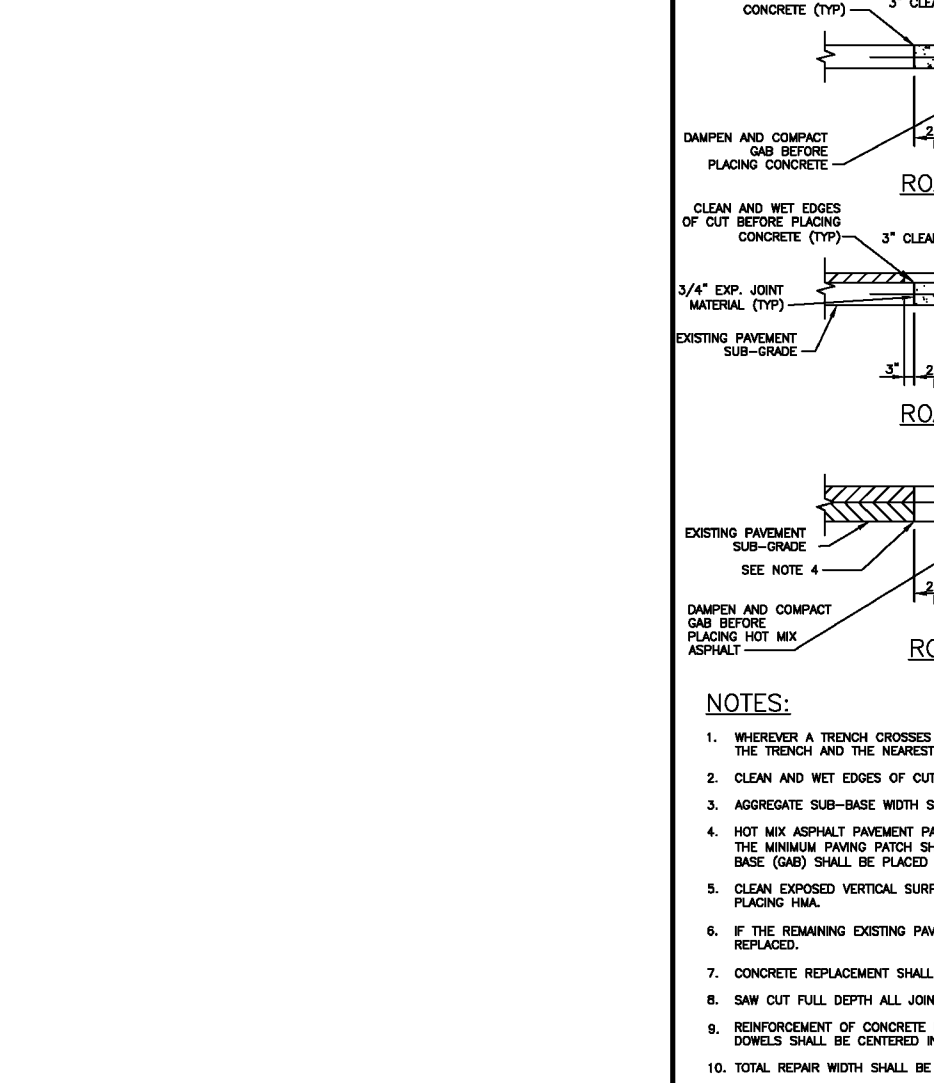 CONCRETE (TYP)
3" CLEA
2
DAMPEN AND COMPACT
GAB BEFORE
PLACING CONCRETE
RO
CLEAN AND WET EDGES
OF CUT BEFORE PLACING
CONCRETE (TYP)
3" CLEA
3/4" EXP. JOINT
MATERIAL (TYP)
EXISTING PAVEMENT
SUB-GRADE
3"
2
RO
EXISTING PAVEMENT
SUB-GRADE
SEE NOTE 4
2
DAMPEN AND COMPACT
GAB BEFORE
PLACING HOT MIX
ASPHALT
RO
NOTES:
1. WHEREVER A TRENCH CROSSES
THE TRENCH AND THE NEAREST
2. CLEAN AND WET EDGES OF CUT
3. AGGREGATE SUB-BASE WIDTH S
4. HOT MIX ASPHALT PAVEMENT PA
THE MINIMUM PAVING PATCH SH
BASE (GAB) SHALL BE PLACED
5. CLEAN EXPOSED VERTICAL SURF
PLACING HMA.
6. IF THE REMAINING EXISTING PAV
REPLACED.
7. CONCRETE REPLACEMENT SHALL
8. SAW CUT FULL DEPTH ALL JOIN
9. REINFORCEMENT OF CONCRETE
DOWELS SHALL BE CENTERED IN
10. TOTAL REPAIR WIDTH SHALL BE